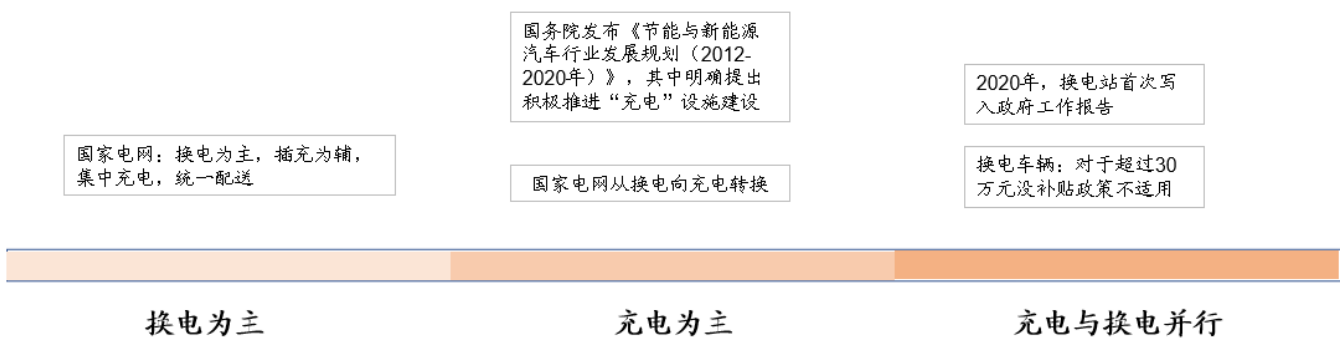 国务院发布《节能与新能源
汽车行业发展规划（2012-
2020年）》，其中明确提出
积极推进“充电”设施建设
2020年，换电站首次写
入政府工作报告
国家电网：换电为主，插充为辅，
集中充电，统一配送
国家电网从换电向充电转换
换电车辆：对于超过30
万元没补贴政策不适用
换电为主
充电为主
充电与换电并行